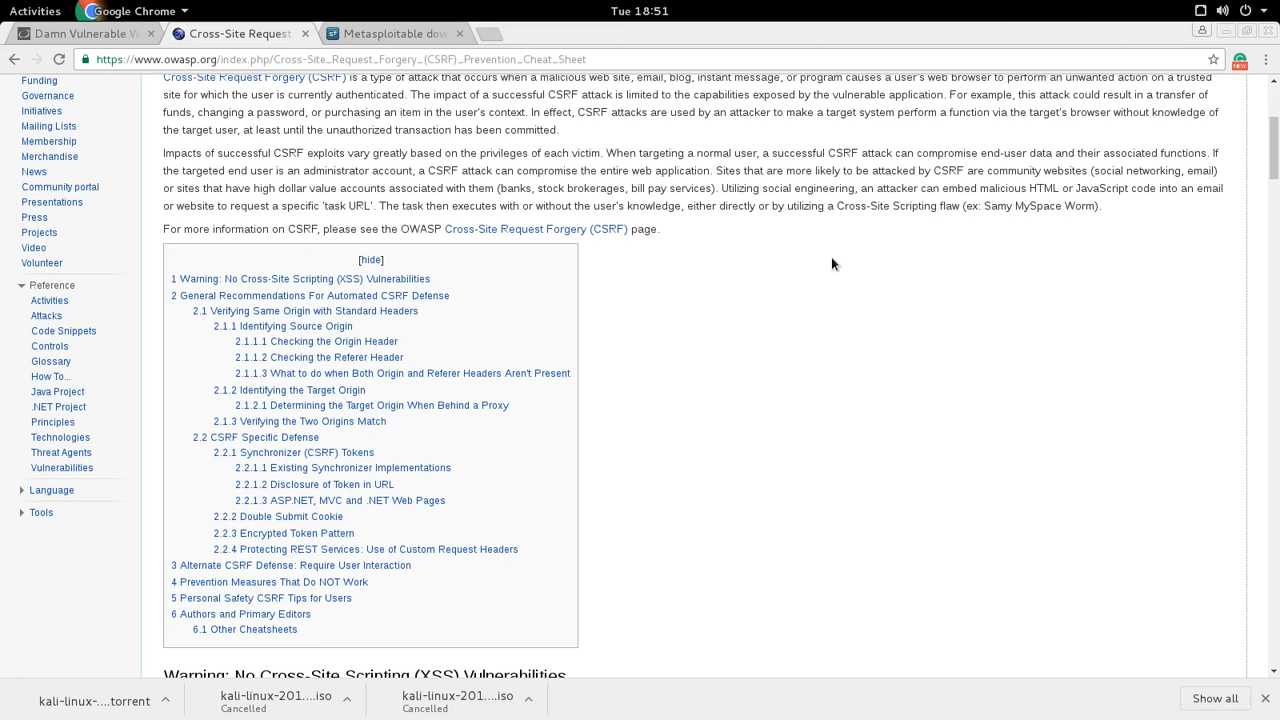 Activities
Google Chrome
Tue 18:51
Damn Vulnerable W
Cross-Site Request
Metasploitable dow
https://www.owasp.org/index.php/Cross-Site_Request_Forgery_(CSRF)_Prevention_Cheat_Sheet
NEW
Funding
Governance
Initiatives
Mailing Lists
Membership
Merchandise
News
Community portal
Presentations
Press
Projects
Video
Volunteer
Reference
Activities
Attacks
Code Snippets
Controls
Glossary
How To...
Java Project
.NET Project
Principles
Technologies
Threat Agents
Vulnerabilities
Language
Tools
Cross-Site Request Forgery (CSRF) is a type of attack that occurs when a malicious web site, email, blog, instant message, or program causes a user's web browser to perform an unwanted action on a trusted
site for which the user is currently authenticated. The impact of a successful CSRF attack is limited to the capabilities exposed by the vulnerable application. For example, this attack could result in a transfer of
funds, changing a password, or purchasing an item in the user's context. In effect, CSRF attacks are used by an attacker to make a target system perform a function via the target's browser without knowledge of
the target user, at least until the unauthorized transaction has been committed.
Impacts of successful CSRF exploits vary greatly based on the privileges of each victim. When targeting a normal user, a successful CSRF attack can compromise end-user data and their associated functions. If
the targeted end user is an administrator account, a CSRF attack can compromise the entire web application. Sites that are more likely to be attacked by CSRF are community websites (social networking, email)
or sites that have high dollar value accounts associated with them (banks, stock brokerages, bill pay services). Utilizing social engineering, an attacker can embed malicious HTML or JavaScript code into an email
or website to request a specific 'task URL'. The task then executes with or without the user's knowledge, either directly or by utilizing a Cross-Site Scripting flaw (ex: Samy MySpace Worm).
For more information on CSRF, please see the OWASP Cross-Site Request Forgery (CSRF) page.
[hide]
1 Warning: No Cross-Site Scripting (XSS) Vulnerabilities
2 General Recommendations For Automated CSRF Defense
2.1 Verifying Same Origin with Standard Headers
2.1.1 Identifying Source Origin
2.1.1.1 Checking the Origin Header
2.1.1.2 Checking the Referer Header
2.1.1.3 What to do when Both Origin and Referer Headers Aren't Present
2.1.2 Identifying the Target Origin
2.1.2.1 Determining the Target Origin When Behind a Proxy
2.1.3 Verifying the Two Origins Match
2.2 CSRF Specific Defense
2.2.1 Synchronizer (CSRF) Tokens
2.2.1.1 Existing Synchronizer Implementations
2.2.1.2 Disclosure of Token in URL
2.2.1.3 ASP.NET, MVC and .NET Web Pages
2.2.2 Double Submit Cookie
2.2.3 Encrypted Token Pattern
2.2.4 Protecting REST Services: Use of Custom Request Headers
3 Alternate CSRF Defense: Require User Interaction
4 Prevention Measures That Do NOT Work
5 Personal Safety CSRF Tips for Users
6 Authors and Primary Editors
6.1 Other Cheatsheets
Warning: No Cross-Site Scripting (XSS) Vulnerabilities
kali-linux-....torrent
kali-linux-201....iso
Cancelled
kali-linux-201....iso
Cancelled
Show all